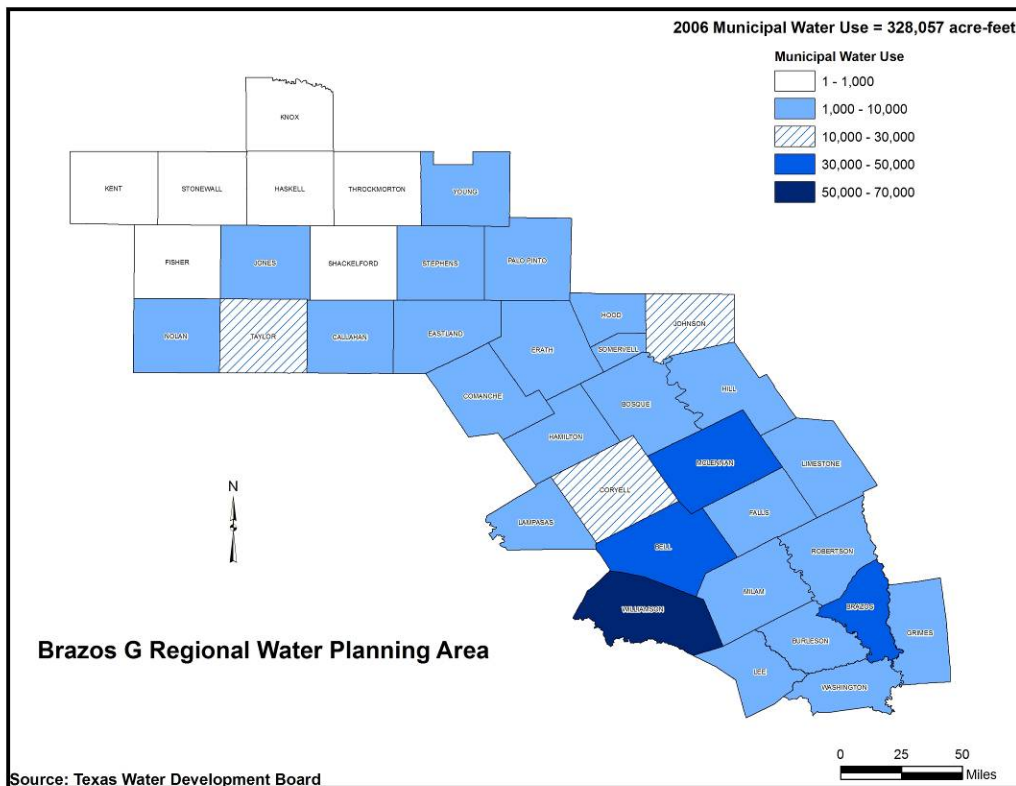 2006 Municipal Water Use = 328,057 acre-feet
Municipal Water Use
1 - 1,000
1,000 - 10,000
10,000 - 30,000
30,000 - 50,000
50,000 - 70,000
KNOX
KENT
STONEWALL
HASKELL
THROCKMORTON
YOUNG
FISHER
JONES
SHACKELFORD
STEPHENS
PALO PINTO
NOLAN
TAYLOR
CALLAHAN
EASTLAND
ERATH
HOOD
JOHNSON
SOMERVELL
COMANCHE
BOSQUE
HILL
HAMILTON
MCLENNAN
LIMESTONE
CORYELL
LAMPASAS
FALLS
BELL
ROBERTSON
MILAM
WILLIAMSON
BRAZOS
GRIMES
BURLESON
LEE
WASHINGTON
N
Brazos G Regional Water Planning Area
0 25 50
Miles
Source: Texas Water Development Board